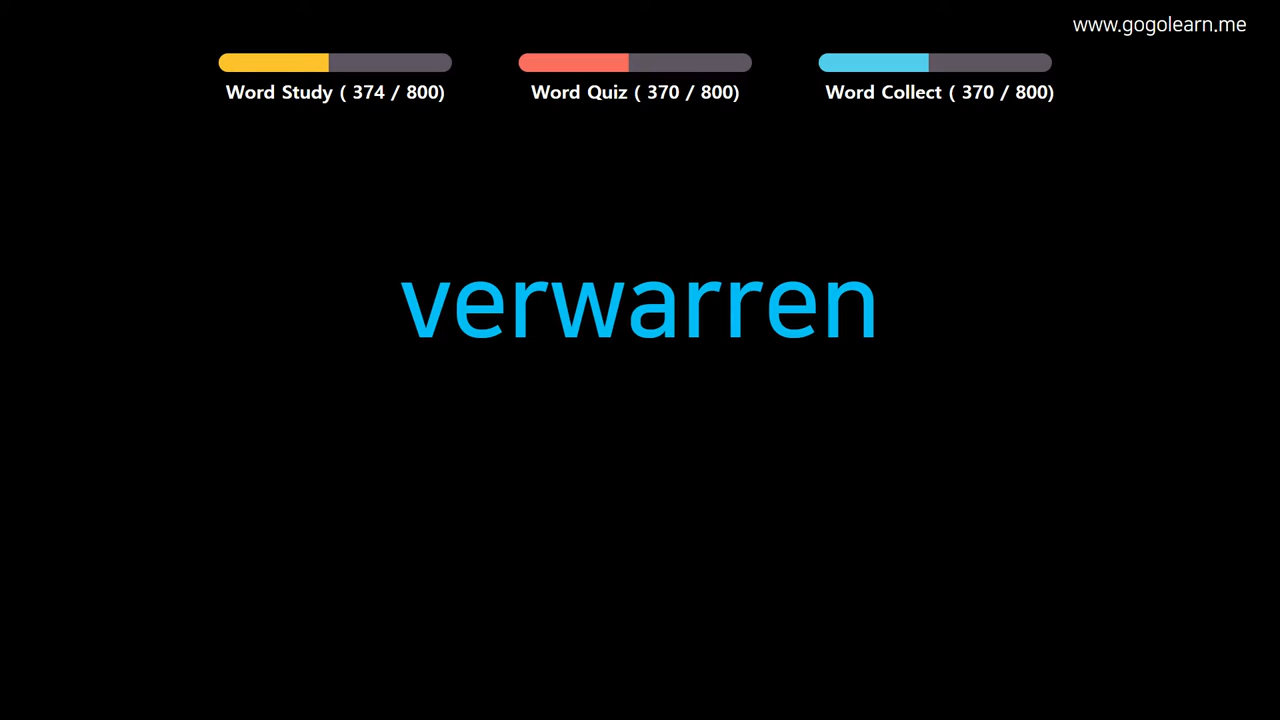 www.gogolearn.me
Word Study ( 374 / 800)
Word Quiz ( 370 / 800)
Word Collect ( 370 / 800)
verwarren